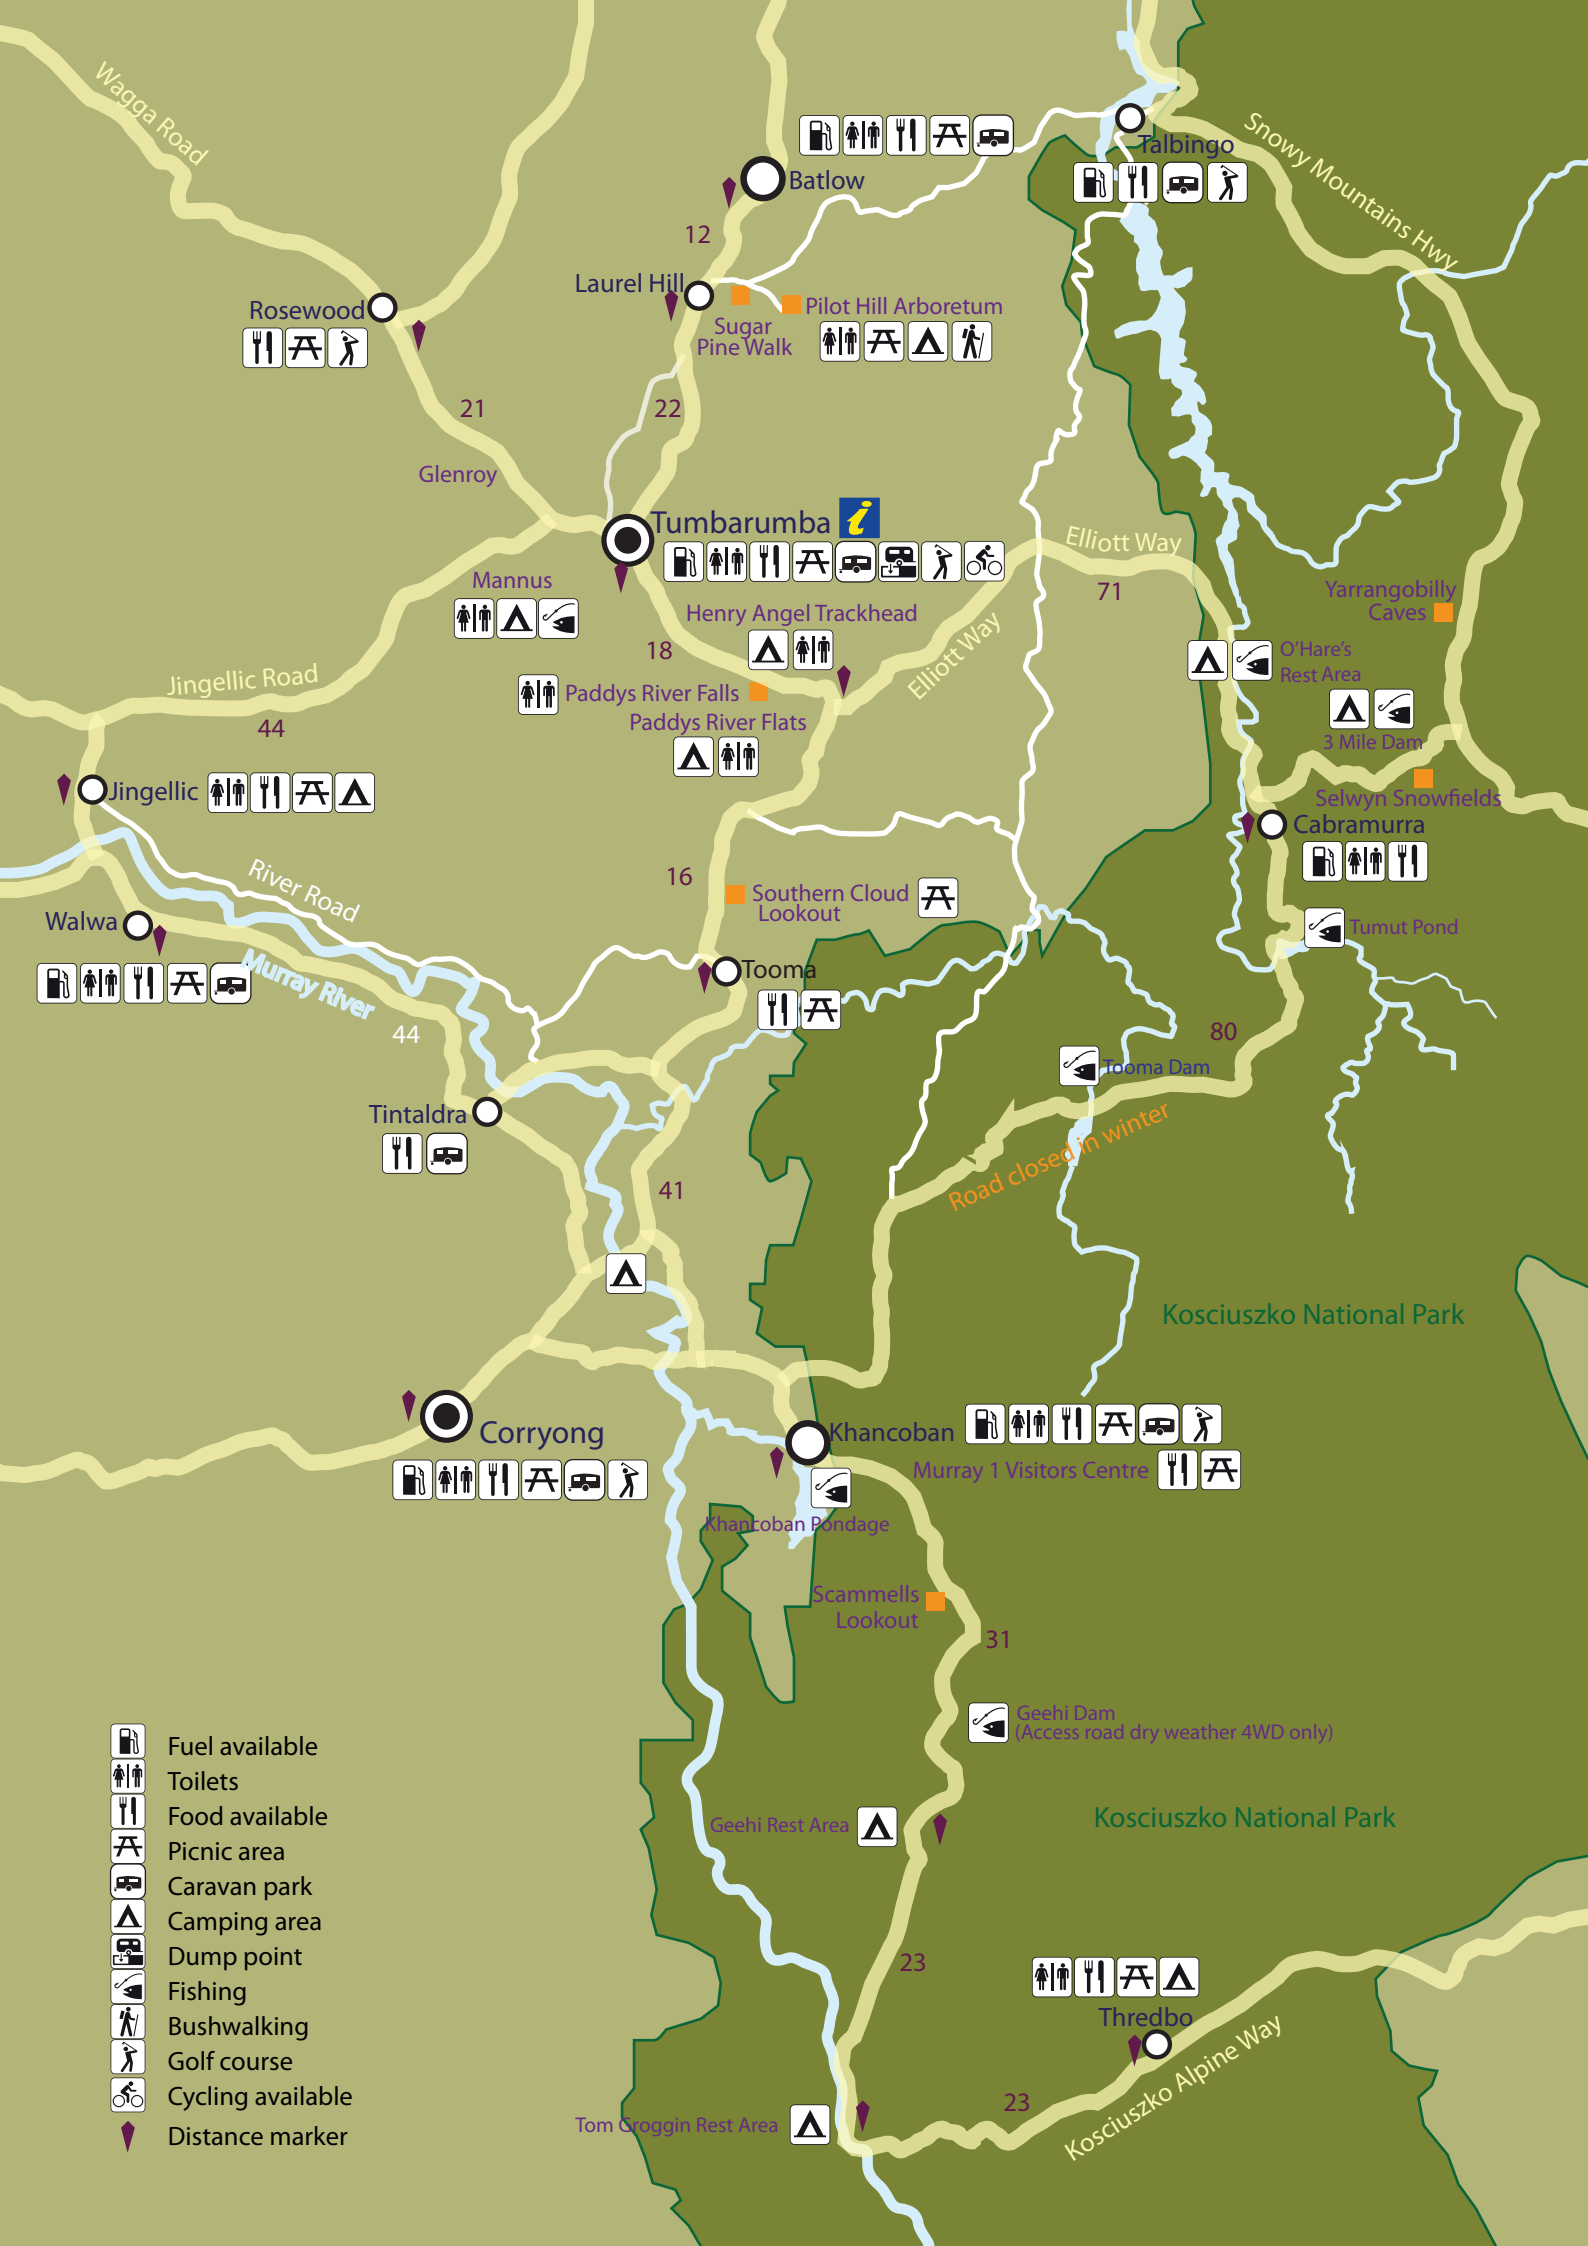 Wagga Road
Snowy Mountains Hwy
Talbingo
Batlow
12
Laurel Hill
Rosewood
Pilot Hill Arboretum
Sugar
Pine Walk
21
22
Glenroy
Tumbarumba
i
Elliott Way
71
Mannus
Henry Angel Trackhead
Yarrangobilly
Caves
18
Elliott Way
O'Hare's
Rest Area
Jingellic Road
Paddys River Falls
44
Paddys River Flats
3 Mile Dam
Jingellic
Selwyn Snowfields
Cabramurra
River Road
16
Southern Cloud
Lookout
Walwa
Tumut Pond
Murray River
Tooma
44
80
Tooma Dam
Tintaldra
Road closed in winter
41
Kosciuszko National Park
Corryong
Khancoban
Murray 1 Visitors Centre
Khancoban Pondage
Scammells
Lookout
31
Geehi Dam
(Access road dry weather 4WD only)
Geehi Rest Area
Kosciuszko National Park
23
Thredbo
Kosciuszko Alpine Way
23
Tom Groggin Rest Area
Fuel available
Toilets
Food available
Picnic area
Caravan park
Camping area
Dump point
Fishing
Bushwalking
Golf course
Cycling available
Distance marker